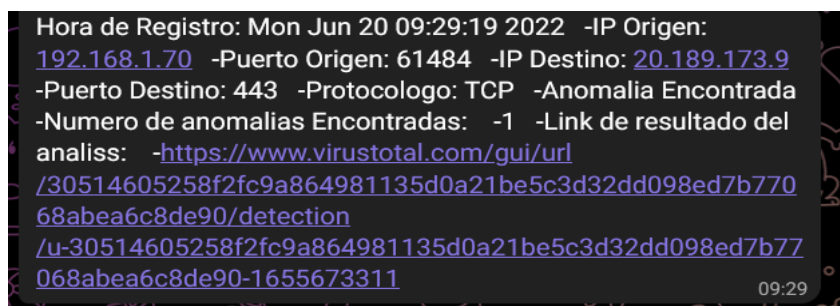 Hora de Registro: Mon Jun 20 09:29:19 2022 -IP Origen:
192.168.1.70 -Puerto Origen: 61484 -IP Destino: 20.189.173.9
-Puerto Destino: 443 -Protocologo: TCP -Anomalia Encontrada
-Numero de anomalias Encontradas: -1 -Link de resultado del
analiss: -https://www.virustotal.com/gui/url
/30514605258f2fc9a864981135d0a21be5c3d32dd098ed7b770
68abea6c8de90/detection
/u-30514605258f2fc9a864981135d0a21be5c3d32dd098ed7b77
068abea6c8de90-1655673311
09:29